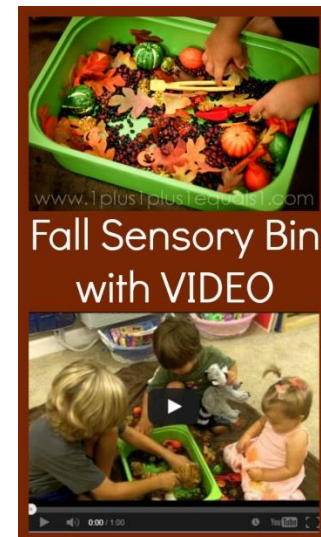 www.1plus1plus1equals1.com
Fall Sensory Bin
with VIDEO
0:00 / 1:00
YouTube